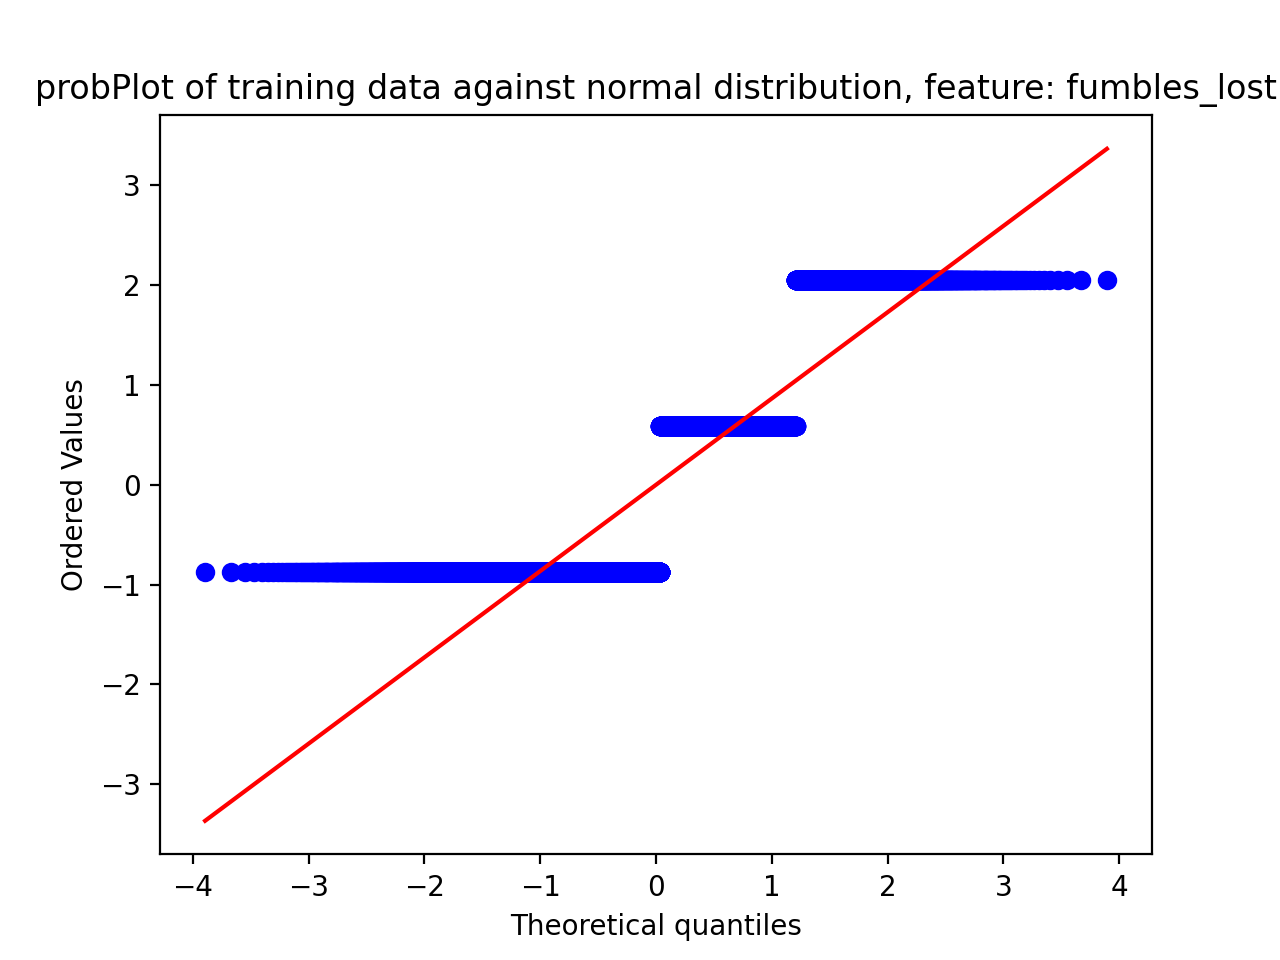 probPlot of training data against normal distribution, feature: fumbles_lost
3
2
1
0
−1
−2
−3
Ordered Values
−4 −3 −2 −1 0 1 2 3 4
Theoretical quantiles